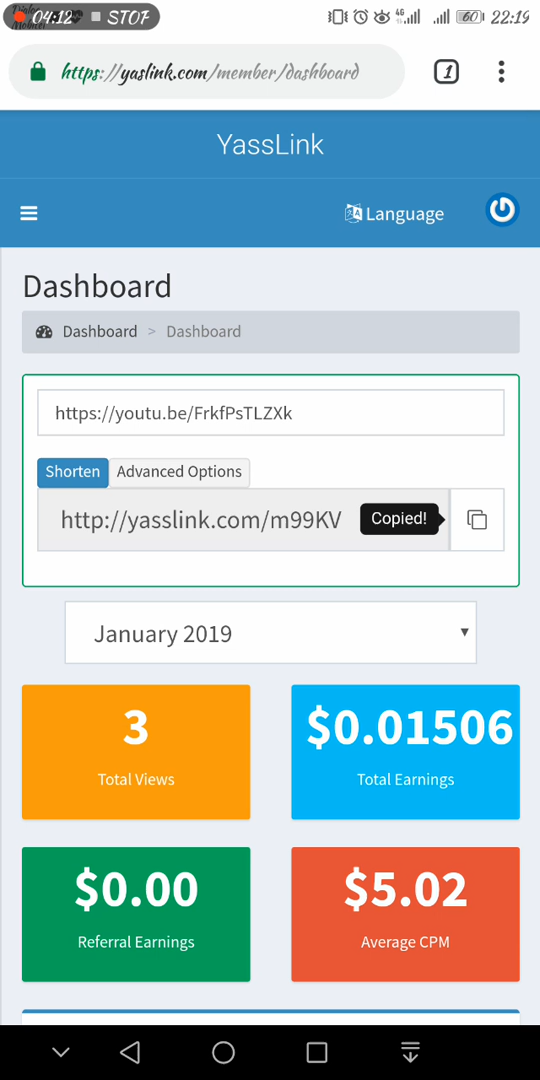 04:12 STOP
4G 60 22:19
https://yaslink.com/member/dashboard
1
YassLink
Language
Dashboard
Dashboard > Dashboard
https://youtu.be/FrkfPsTLZXk
Shorten Advanced Options
http://yasslink.com/m99KV Copied!
January 2019
3 $0.01506
Total Views Total Earnings
$0.00 $5.02
Referral Earnings Average CPM